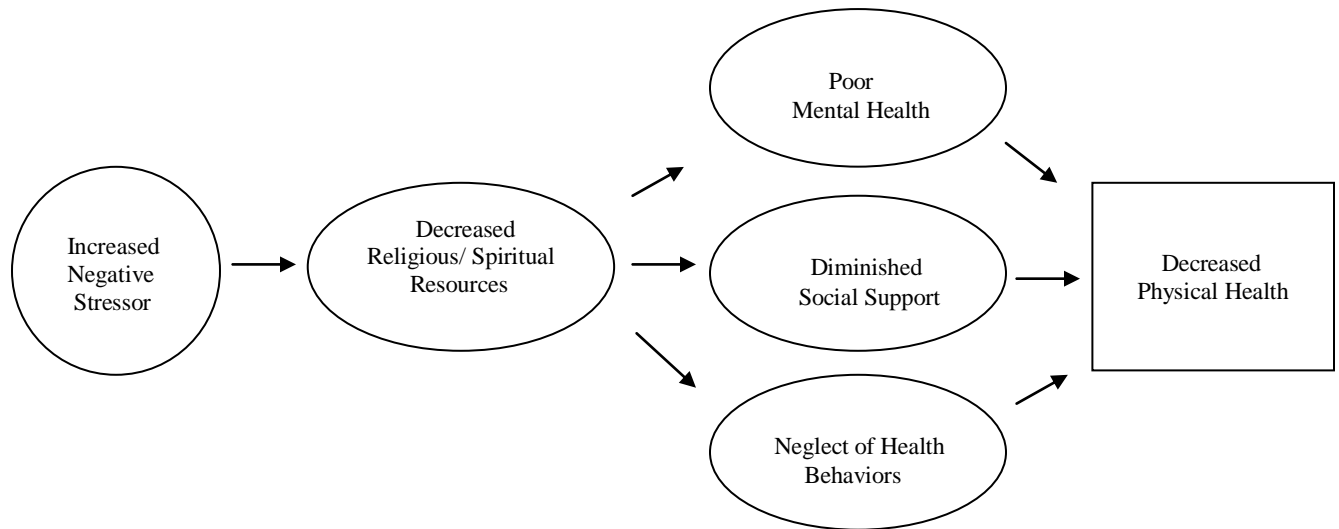 Increased
Negative
Stressor
Decreased
Religious/ Spiritual
Resources
Poor
Mental Health
Diminished
Social Support
Neglect of Health
Behaviors
Decreased
Physical Health